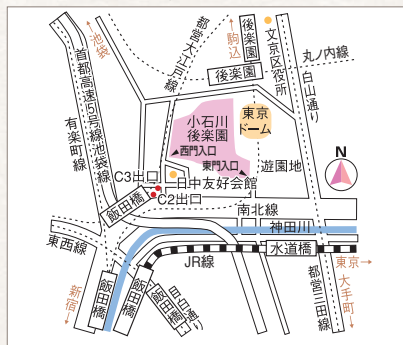 池袋
都営大江戸線
駒込
後楽園
文京区役所
丸ノ内線
白山通り
後楽園
首都高速5号線池袋線
有楽町線
小石川
後楽園
東京
ドーム
西門入口
東門入口
遊園地
N
C3出口
日中友好会館
C2出口
飯田橋
南北線
神田川
東西線
水道橋
JR線
東京→
新宿
飯田橋
飯田橋
飯田橋
目白通り
都営三田線
大手町